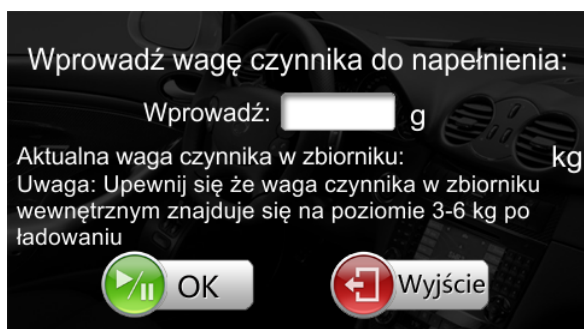 Wprowadź wagę czynnika do napełnienia:
Wprowadź: g
Aktualna waga czynnika w zbiorniku: kg
Uwaga: Upewnij się że waga czynnika w zbiorniku
wewnętrznym znajduje się na poziomie 3-6 kg po
ładowaniu
OK Wyjście